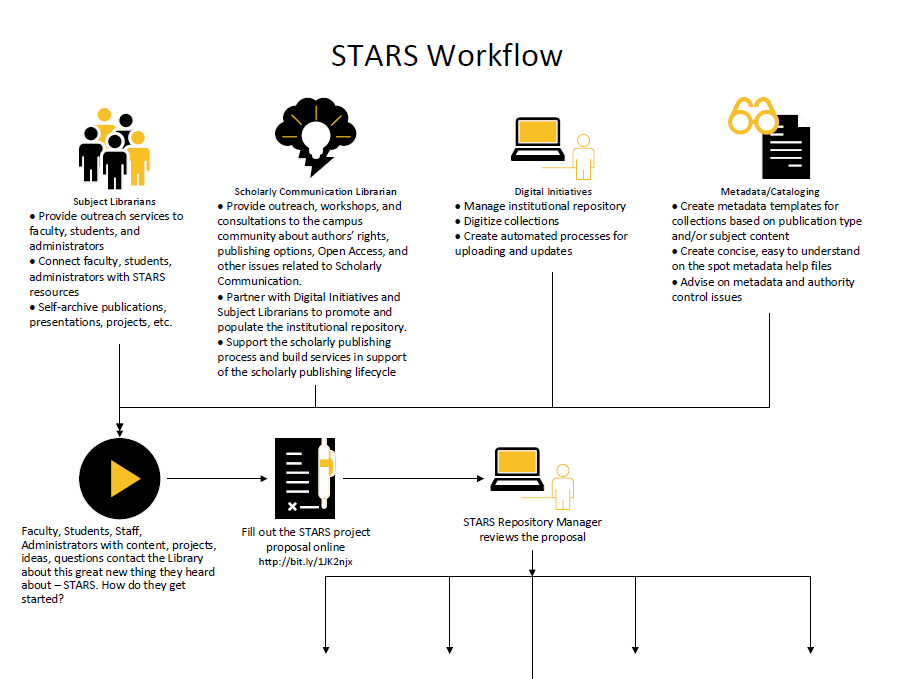 STARS Workflow
Subject Librarians
• Provide outreach services to
faculty, students, and
administrators
• Connect faculty, students,
administrators with STARS
resources
• Self-archive publications,
presentations, projects, etc.
Scholarly Communication Librarian
• Provide outreach, workshops, and
consultations to the campus
community about authors’ rights,
publishing options, Open Access, and
other issues related to Scholarly
Communication.
• Partner with Digital Initiatives and
Subject Librarians to promote and
populate the institutional repository.
• Support the scholarly publishing
process and build services in support
of the scholarly publishing lifecycle
Digital Initiatives
• Manage institutional repository
• Digitize collections
• Create automated processes for
uploading and updates
Metadata/Cataloging
• Create metadata templates for
collections based on publication type
and/or subject content
• Create concise, easy to understand
on the spot metadata help files
• Advise on metadata and authority
control issues
Faculty, Students, Staff,
Administrators with content, projects,
ideas, questions contact the Library
about this great new thing they heard
about – STARS. How do they get
started?
Fill out the STARS project
proposal online
http://bit.ly/1JK2njx
STARS Repository Manager
reviews the proposal